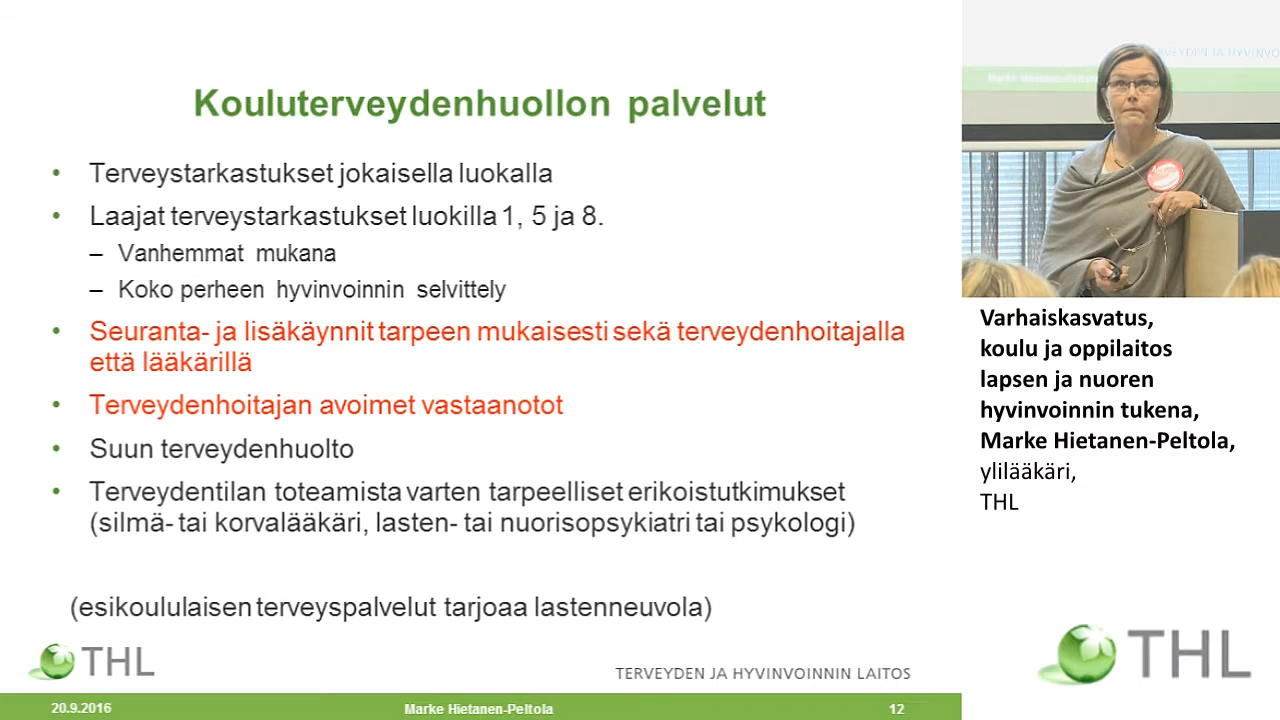 Kouluterveydenhuollon palvelut
• Terveystarkastukset jokaisella luokalla
• Laajat terveystarkastukset luokilla 1, 5 ja 8.
– Vanhemmat mukana
– Koko perheen hyvinvoinnin selvittely
• Seuranta- ja lisäkäynnit tarpeen mukaisesti sekä terveydenhoitajalla
että lääkärillä
• Terveydenhoitajan avoimet vastaanotot
• Suun terveydenhuolto
• Terveydentilan toteamista varten tarpeelliset erikoistutkimukset
(silmä- tai korvalääkäri, lasten- tai nuorisopsykiatri tai psykologi)
(esikoululaisen terveyspalvelut tarjoaa lastenneuvola)
THL
TERVEYDEN JA HYVINVOINNIN LAITOS
20.9.2016 Marke Hietanen-Peltola 12
Varhaiskasvatus,
koulu ja oppilaitos
lapsen ja nuoren
hyvinvoinnin tukena,
Marke Hietanen-Peltola,
ylilääkäri,
THL
THL